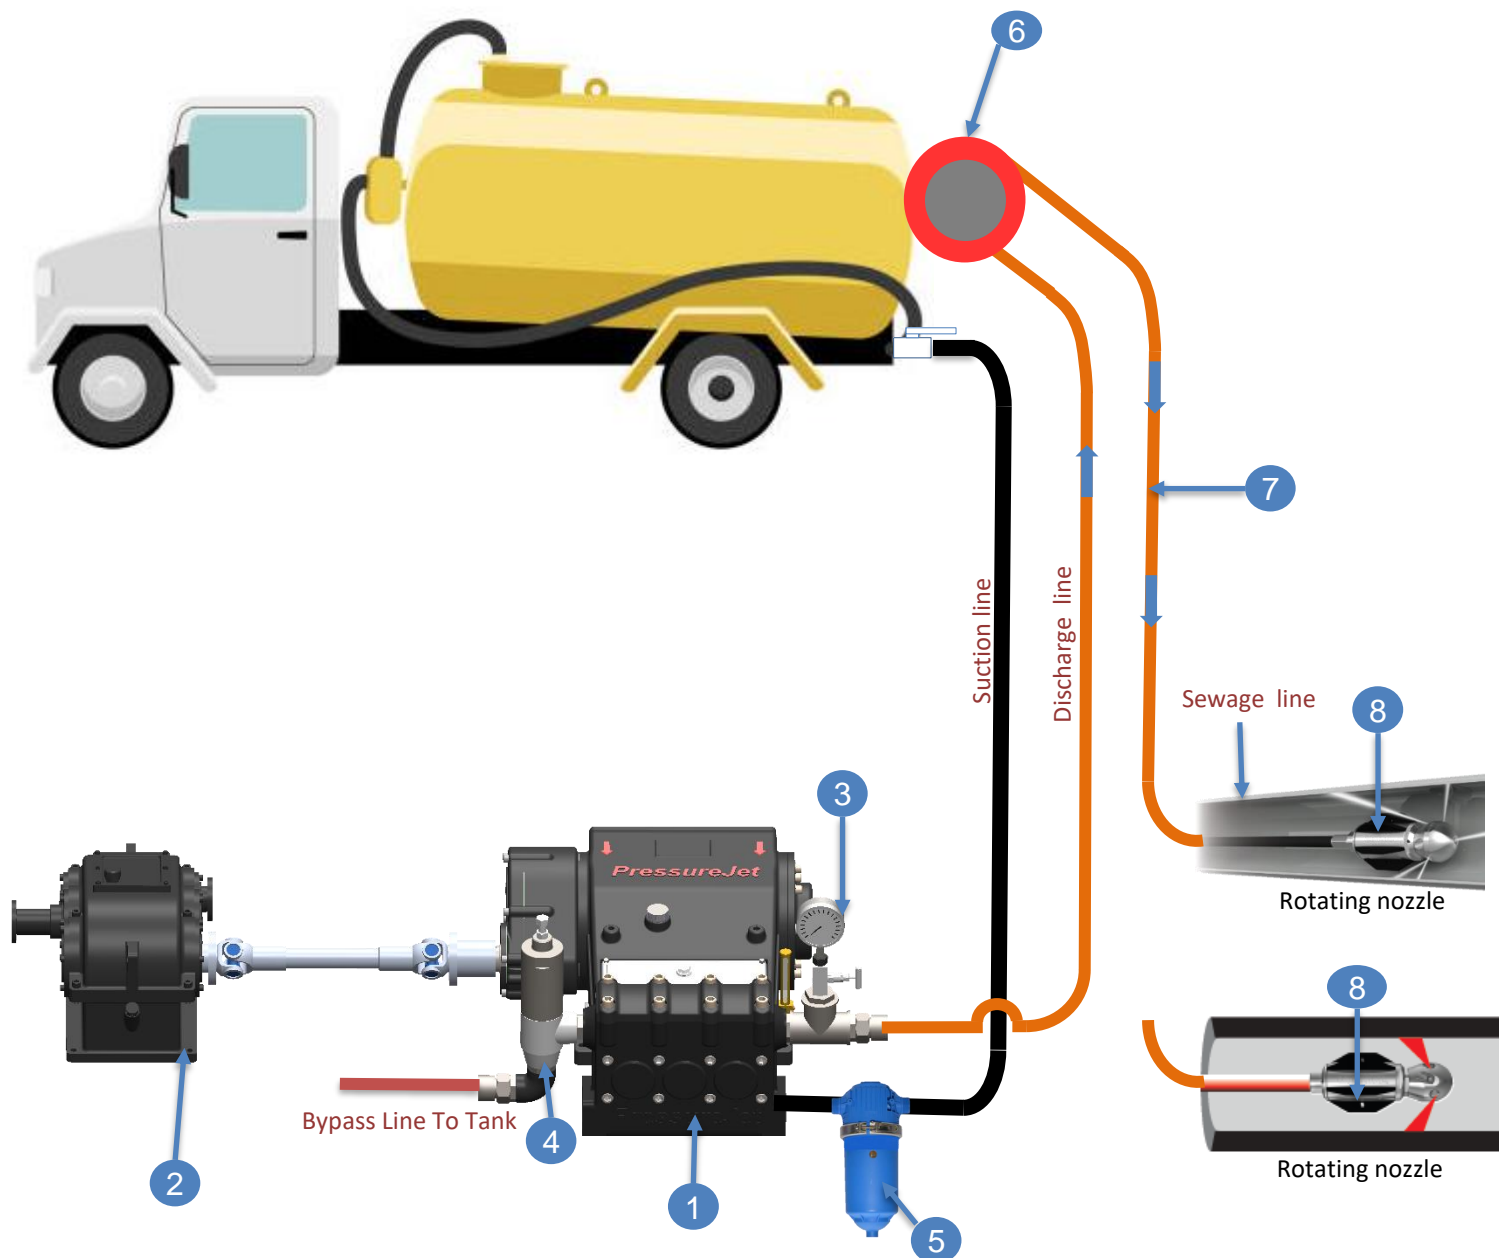 6
7
Suction line
Discharge line
Sewage line
8
3
PressureJet
Rotating nozzle
8
Bypass Line To Tank
4
2
1
5
Rotating nozzle